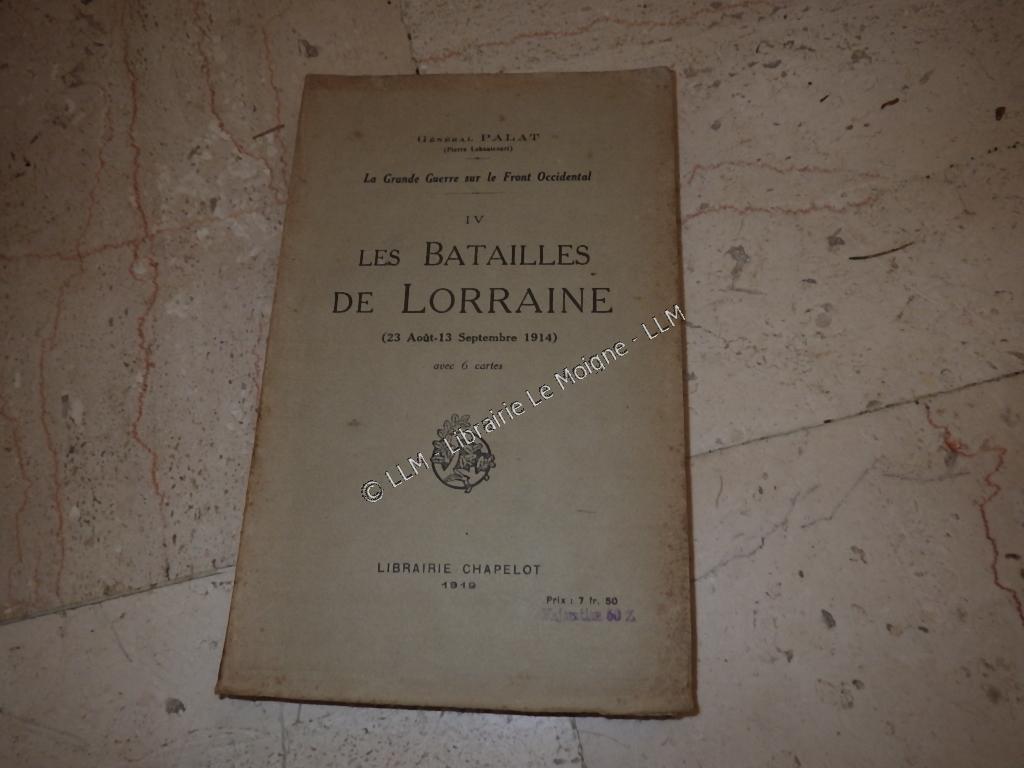 GÉNÉRAL PALAT
(Pierre Lehautcourt)
La Grande Guerre sur le Front Occidental
IV
LES BATAILLES
DE LORRAINE
(23 Août-13 Septembre 1914)
avec 6 cartes
© LLM - Librairie Le Moigne - LLM
LIBRAIRIE CHAPELOT
1919
Prix : 7 fr. 50
60 %